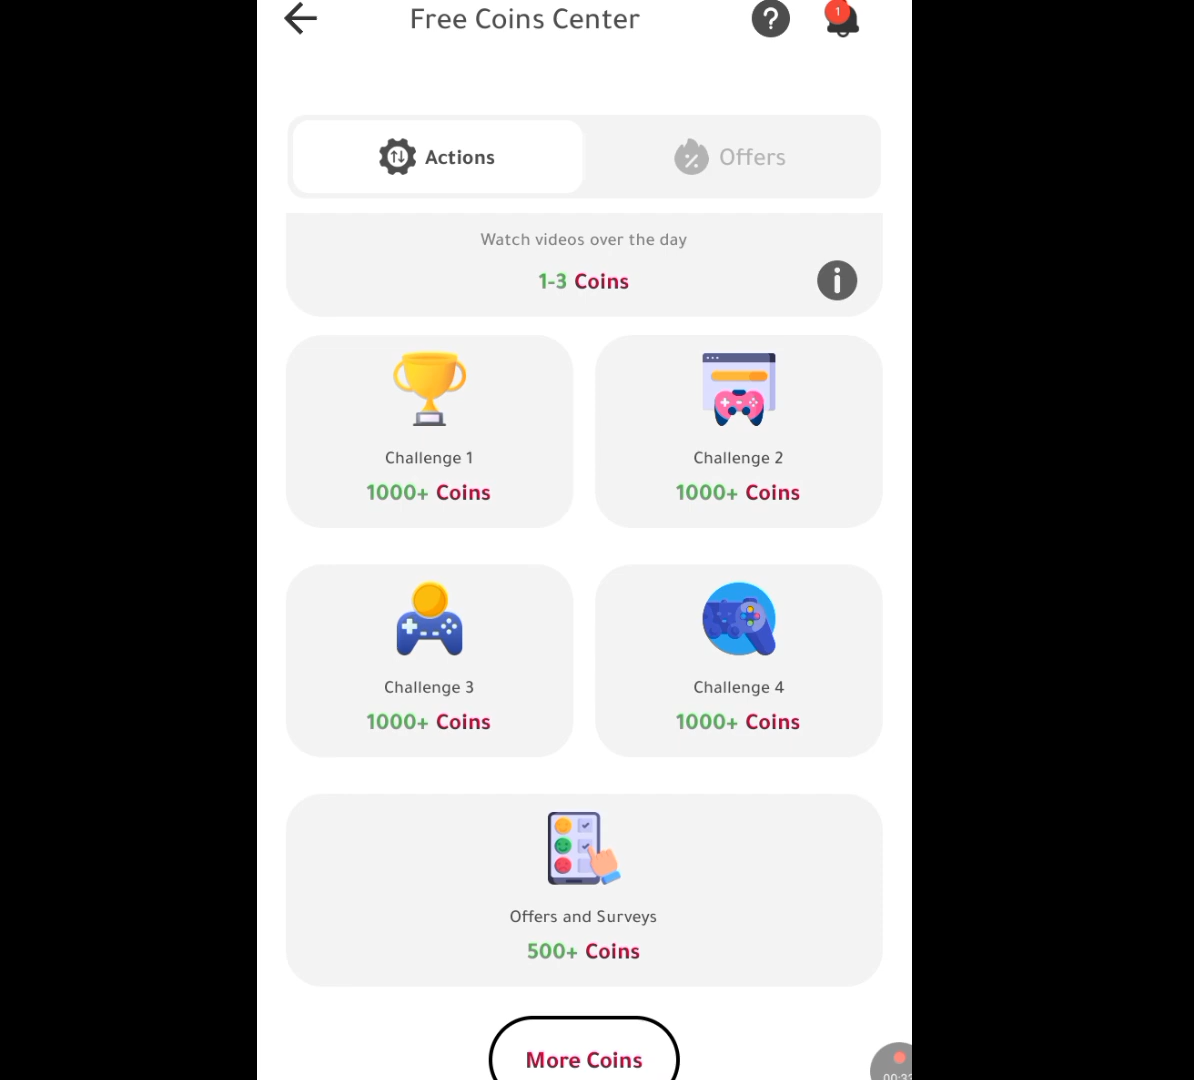 Free Coins Center
?
1
Actions
Offers
Watch videos over the day
1-3 Coins
Challenge 1
1000+ Coins
Challenge 2
1000+ Coins
Challenge 3
1000+ Coins
Challenge 4
1000+ Coins
Offers and Surveys
500+ Coins
More Coins